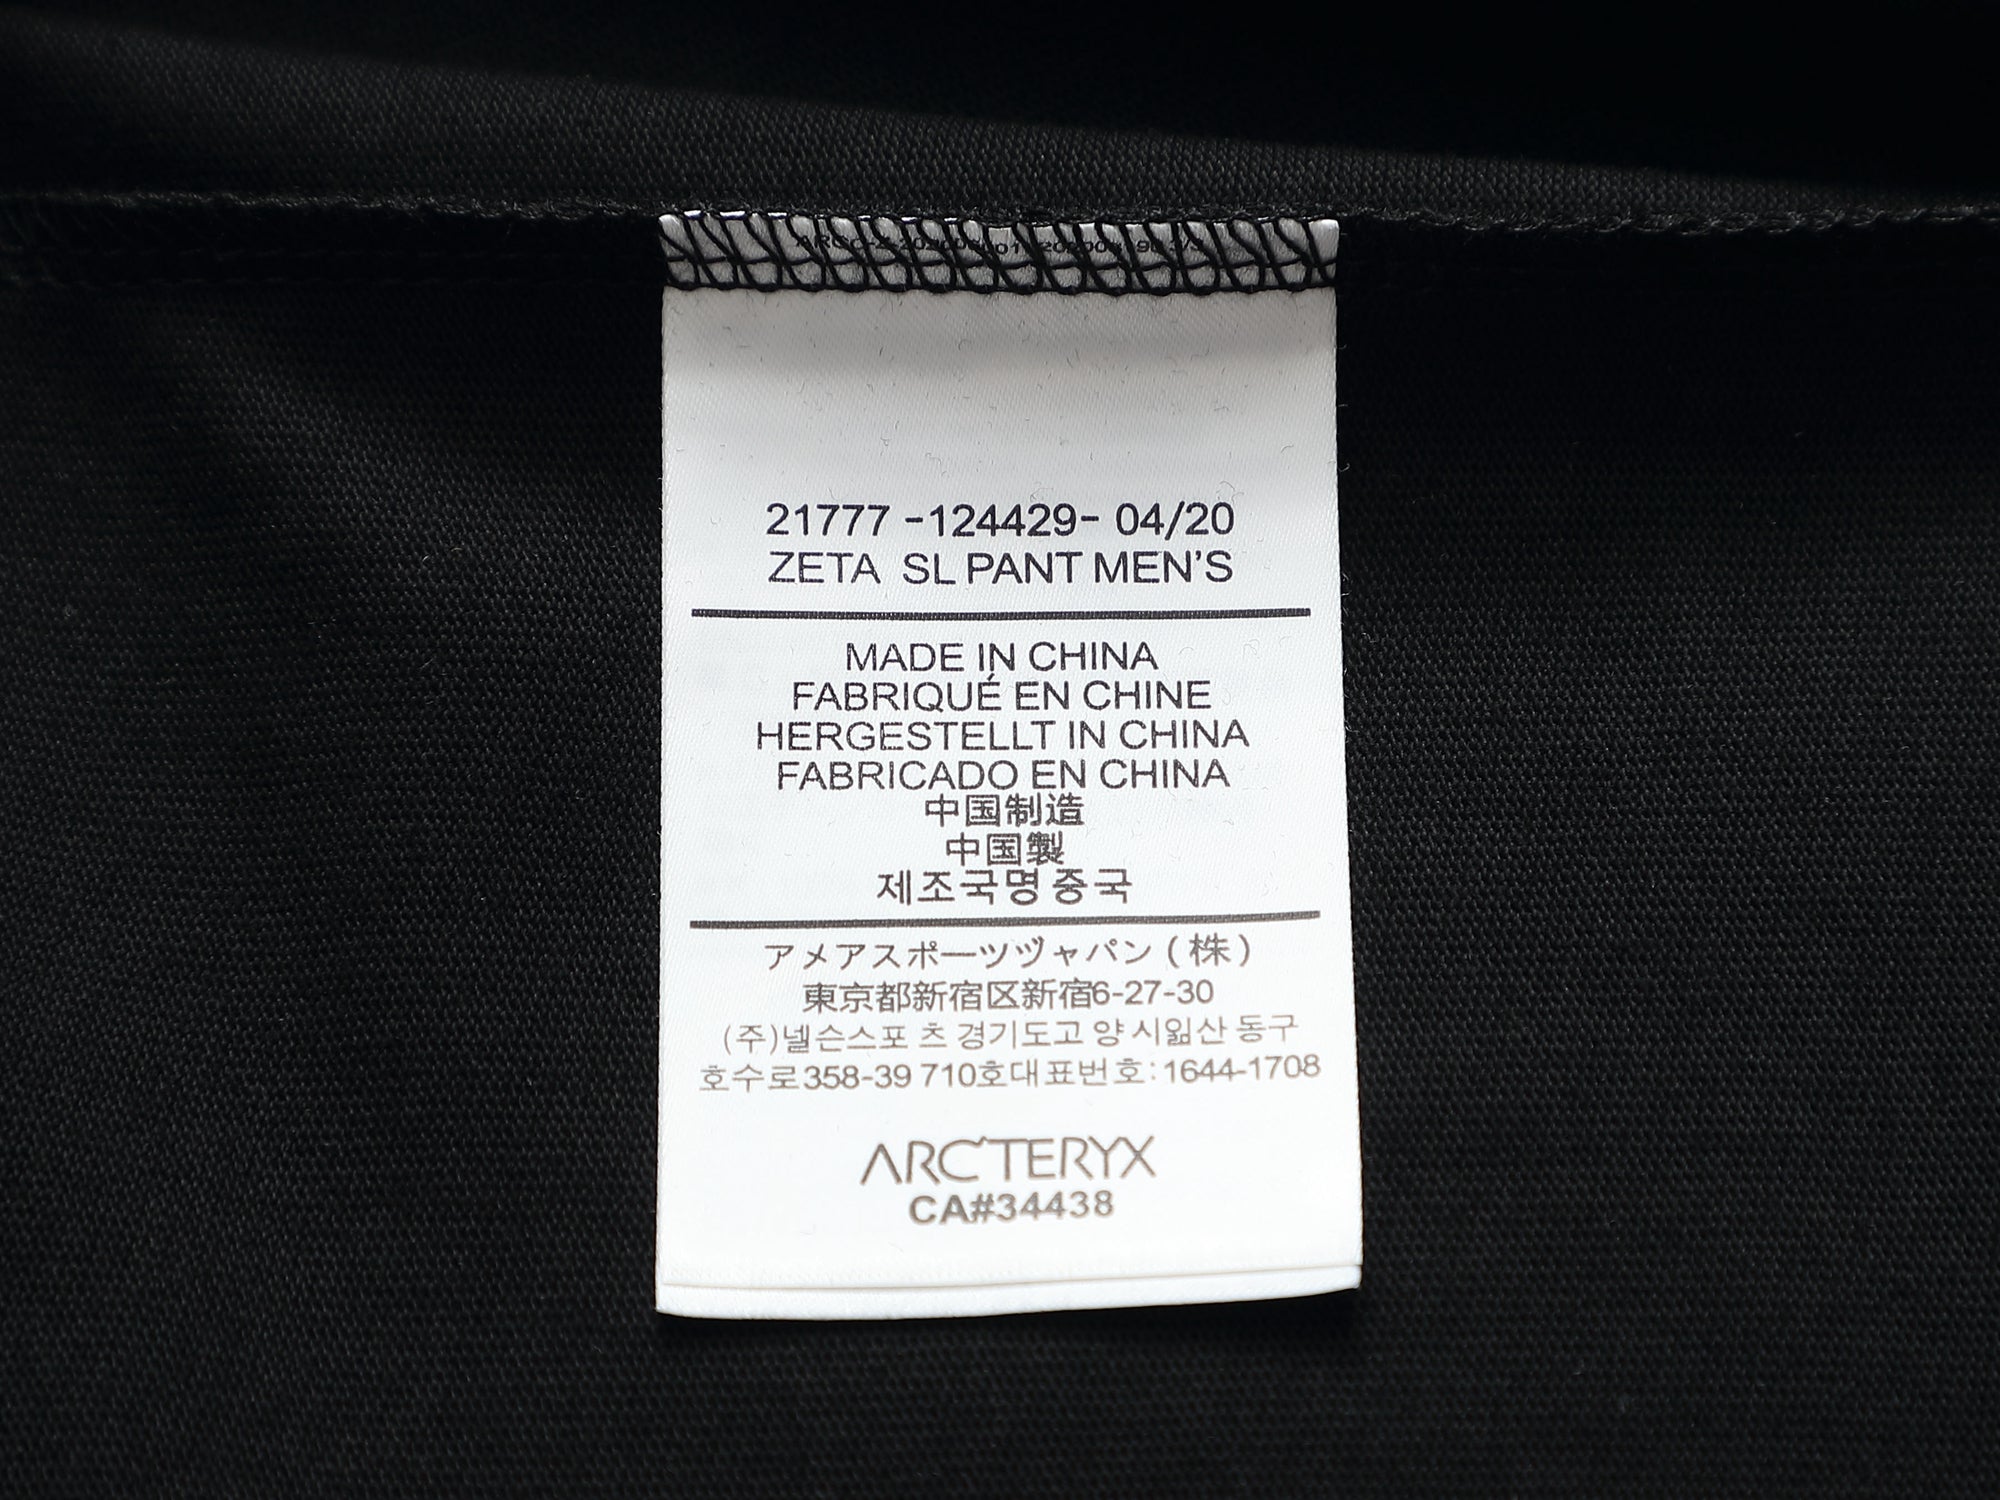 21777 -124429- 04/20
ZETA SL PANT MEN'S
MADE IN CHINA
FABRIQUÉ EN CHINE
HERGESTELLT IN CHINA
FABRICADO EN CHINA
中国制造
中国製
제조국명 중국
アメアスポーツヅャパン (株)
東京都新宿区新宿6-27-30
(주)넬슨스포 츠 경기도고 양 시잂산 동구
호수로358-39 710호대표번호: 1644-1708
ARC'TERYX
CA#34438